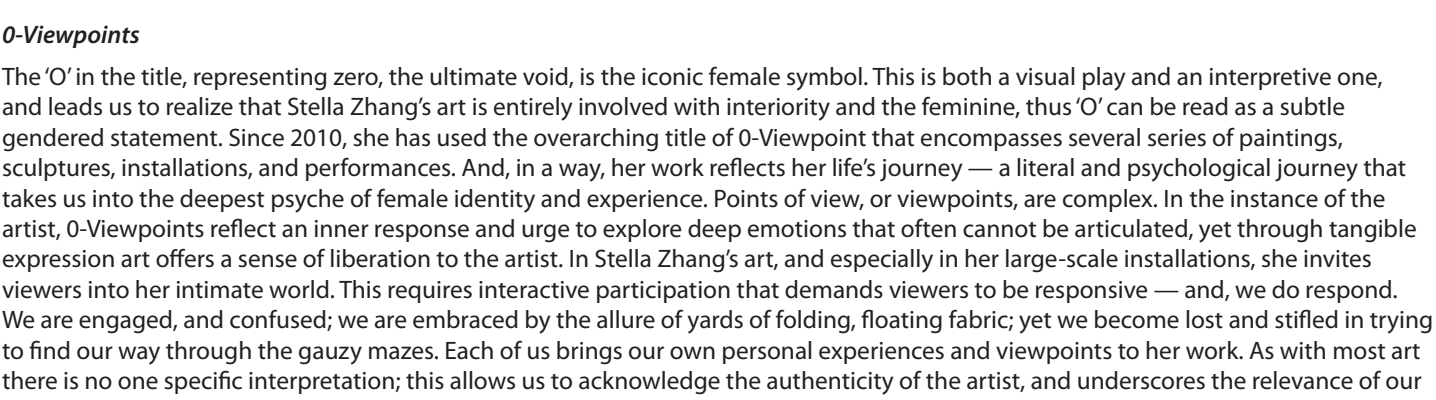 0-Viewpoints
The ‘O’ in the title, representing zero, the ultimate void, is the iconic female symbol. This is both a visual play and an interpretive one,
and leads us to realize that Stella Zhang’s art is entirely involved with interiority and the feminine, thus ‘O’ can be read as a subtle
gendered statement. Since 2010, she has used the overarching title of 0-Viewpoint that encompasses several series of paintings,
sculptures, installations, and performances. And, in a way, her work reflects her life’s journey — a literal and psychological journey that
takes us into the deepest psyche of female identity and experience. Points of view, or viewpoints, are complex. In the instance of the
artist, 0-Viewpoints reflect an inner response and urge to explore deep emotions that often cannot be articulated, yet through tangible
expression art offers a sense of liberation to the artist. In Stella Zhang’s art, and especially in her large-scale installations, she invites
viewers into her intimate world. This requires interactive participation that demands viewers to be responsive — and, we do respond.
We are engaged, and confused; we are embraced by the allure of yards of folding, floating fabric; yet we become lost and stifled in trying
to find our way through the gauzy mazes. Each of us brings our own personal experiences and viewpoints to her work. As with most art
there is no one specific interpretation; this allows us to acknowledge the authenticity of the artist, and underscores the relevance of our